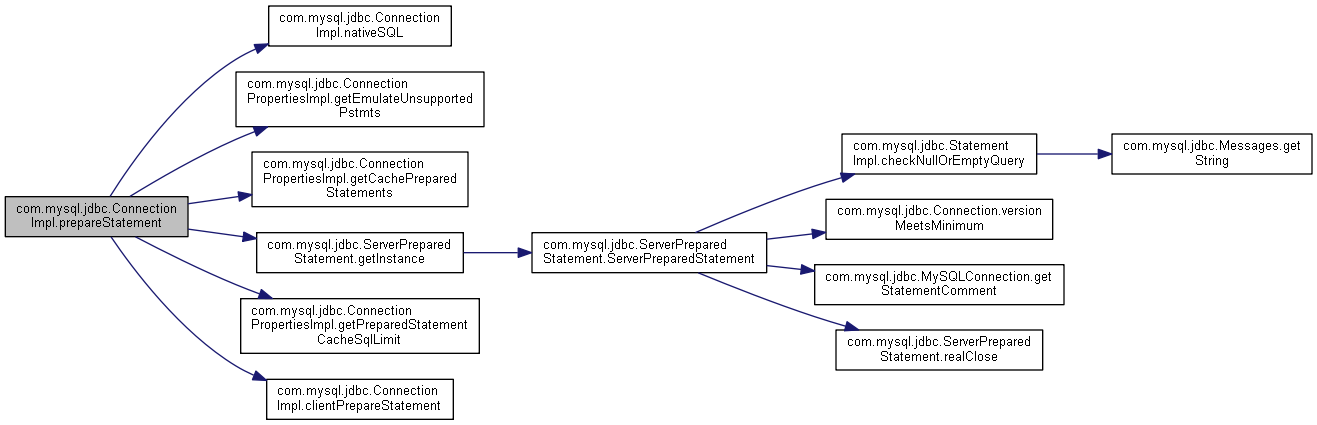 com.mysql.jdbc.Connection
Impl.nativeSQL
com.mysql.jdbc.Connection
PropertiesImpl.getEmulateUnsupported
Pstmts
com.mysql.jdbc.Connection
PropertiesImpl.getCachePrepared
Statements
com.mysql.jdbc.Connection
Impl.prepareStatement
com.mysql.jdbc.ServerPrepared
Statement.getInstance
com.mysql.jdbc.Connection
PropertiesImpl.getPreparedStatement
CacheSqlLimit
com.mysql.jdbc.Connection
Impl.clientPrepareStatement
com.mysql.jdbc.ServerPrepared
Statement.ServerPreparedStatement
com.mysql.jdbc.Statement
Impl.checkNullOrEmptyQuery
com.mysql.jdbc.Connection.version
MeetsMinimum
com.mysql.jdbc.MySQLConnection.get
StatementComment
com.mysql.jdbc.ServerPrepared
Statement.realClose
com.mysql.jdbc.Messages.get
String